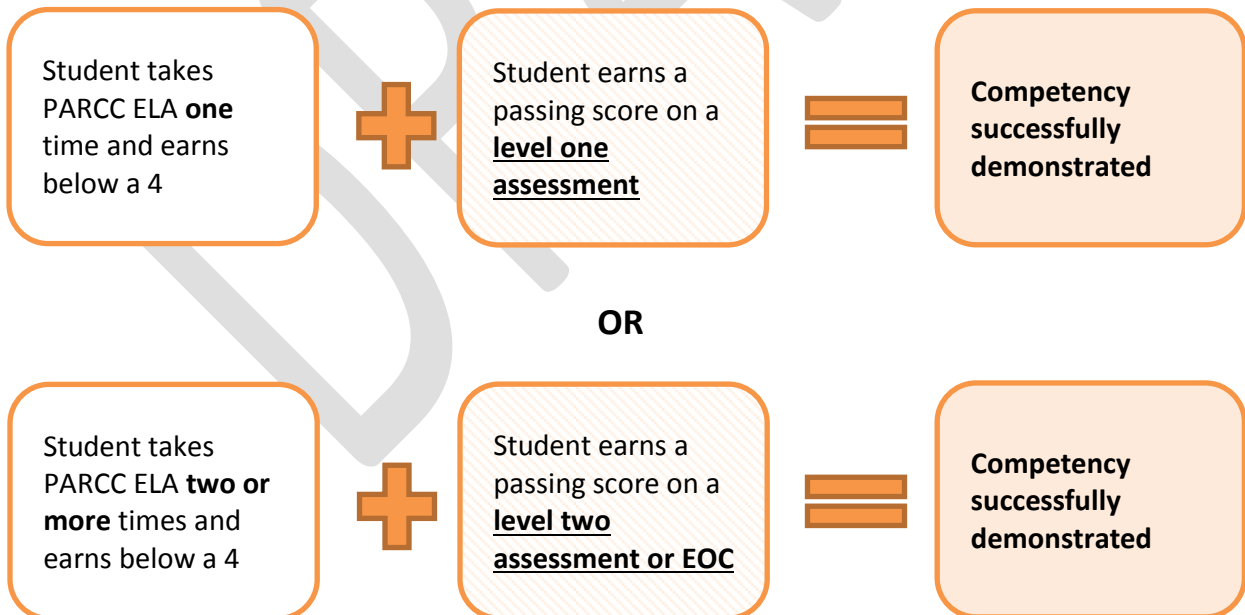 Student takes
PARCC ELA one
time and earns
below a 4
Student earns a
passing score on a
level one
assessment
Competency
successfully
demonstrated
OR
Student takes
PARCC ELA two or
more times and
earns below a 4
Student earns a
passing score on a
level two
assessment or EOC
Competency
successfully
demonstrated